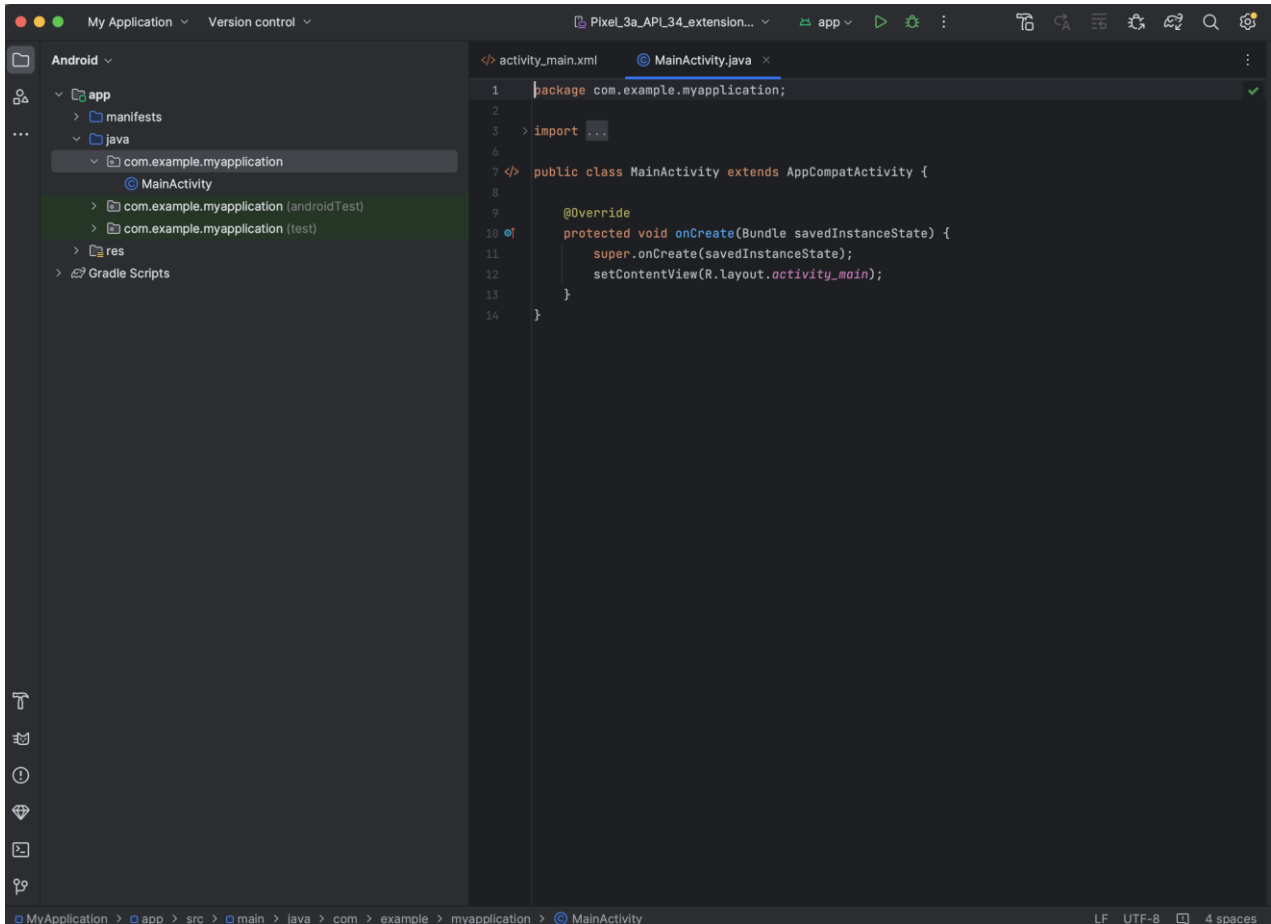 My Application Version control Pixel_3a_API_34_extension... app
Android
app
manifests
java
com.example.myapplication
MainActivity
com.example.myapplication (androidTest)
com.example.myapplication (test)
res
Gradle Scripts
</> activity_main.xml © MainActivity.java ×
1 package com.example.myapplication;
2
3 > import ...
6
7 </> public class MainActivity extends AppCompatActivity {
8
9 @Override
10 protected void onCreate(Bundle savedInstanceState) {
11 super.onCreate(savedInstanceState);
12 setContentView(R.layout.activity_main);
13 }
14 }
MyApplication > app > src > main > java > com > example > myapplication > © MainActivity LF UTF-8 4 spaces